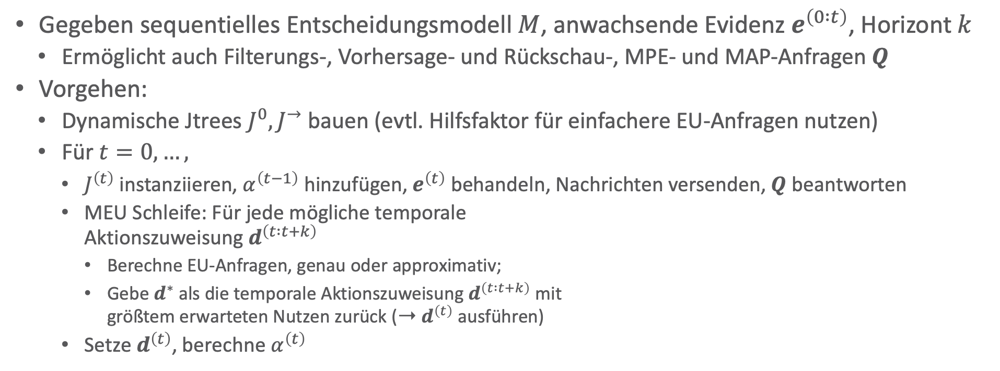 • Gegeben sequentielles Entscheidungsmodell M, anwachsende Evidenz e^(0:t), Horizont k
• Ermöglicht auch Filterungs-, Vorhersage- und Rückschau-, MPE- und MAP-Anfragen Q
• Vorgehen:
• Dynamische Jtrees J^0, J^→ bauen (evtl. Hilfsfaktor für einfachere EU-Anfragen nutzen)
• Für t = 0, … ,
• J^(t) instanziieren, α^(t−1) hinzufügen, e^(t) behandeln, Nachrichten versenden, Q beantworten
• MEU Schleife: Für jede mögliche temporale
Aktionszuweisung d^(t:t+k)
• Berechne EU-Anfragen, genau oder approximativ;
• Gebe d^* als die temporale Aktionszuweisung d^(t:t+k) mit
größtem erwarteten Nutzen zurück (→ d^(t) ausführen)
• Setze d^(t), berechne α^(t)